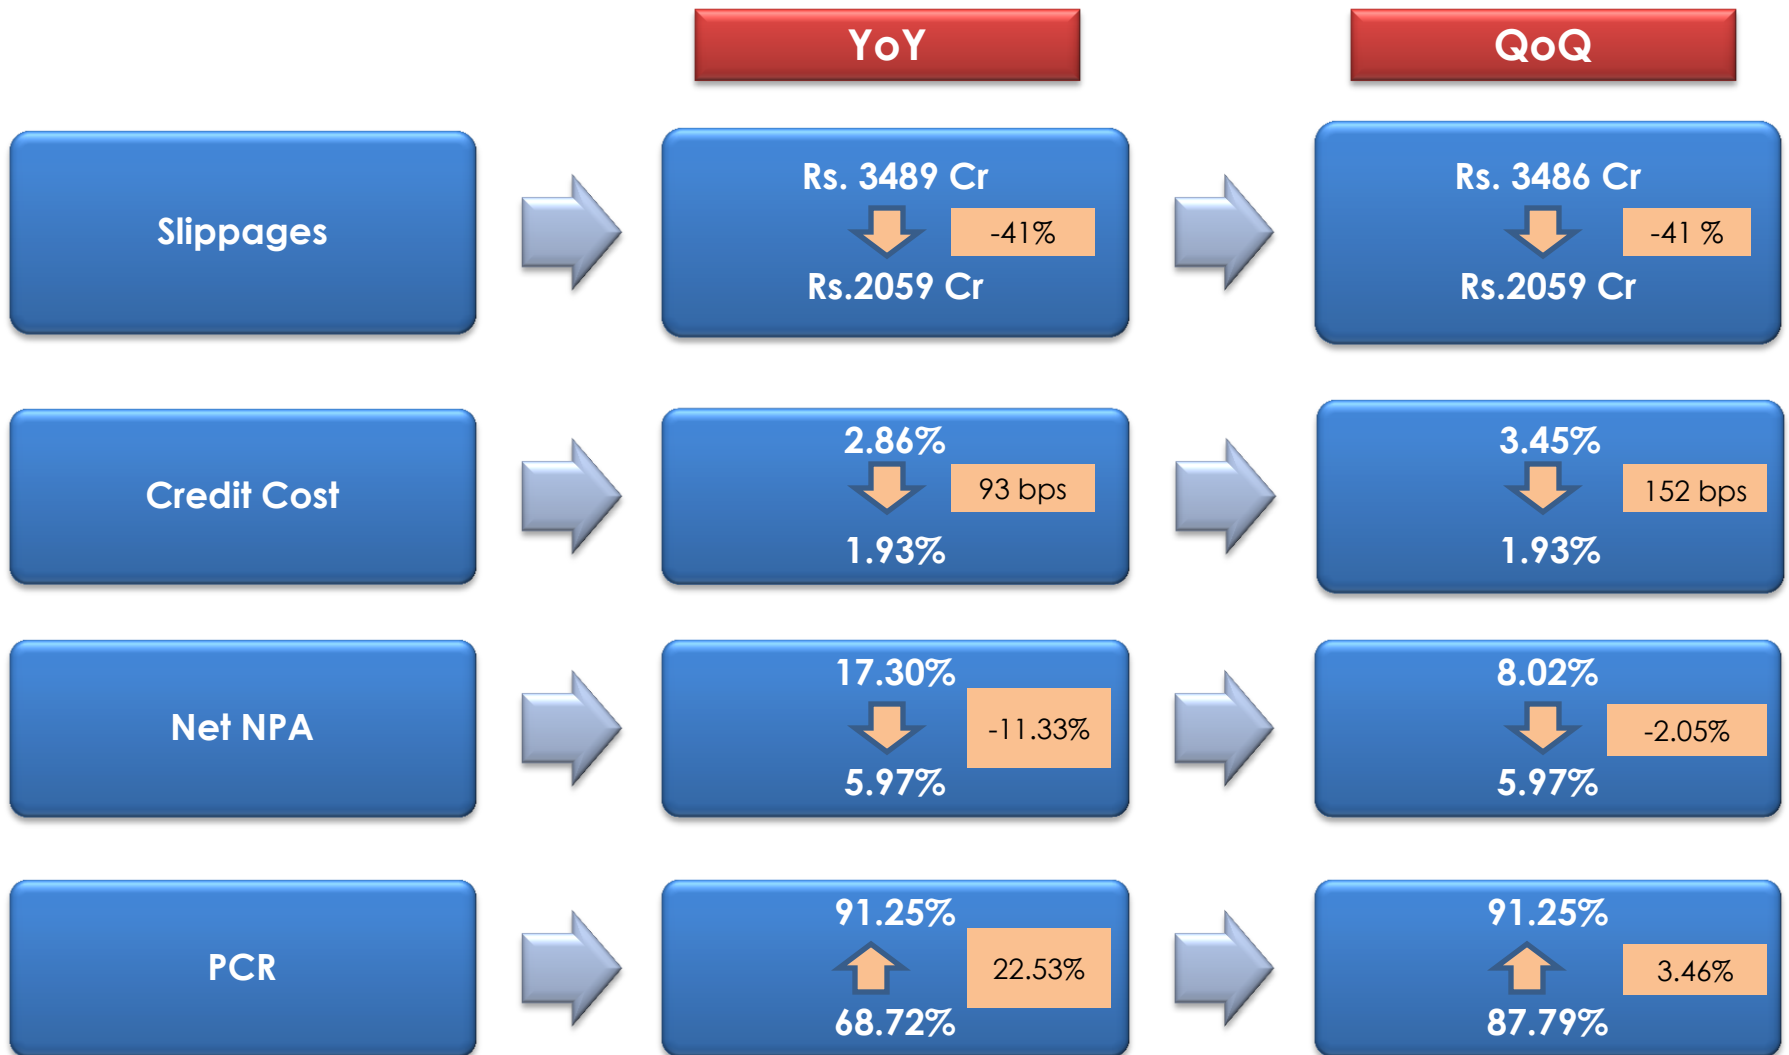 YoY
QoQ
Slippages
Rs. 3489 Cr
-41%
Rs.2059 Cr
Rs. 3486 Cr
-41 %
Rs.2059 Cr
Credit Cost
2.86%
93 bps
1.93%
3.45%
152 bps
1.93%
Net NPA
17.30%
-11.33%
5.97%
8.02%
-2.05%
5.97%
PCR
91.25%
22.53%
68.72%
91.25%
3.46%
87.79%